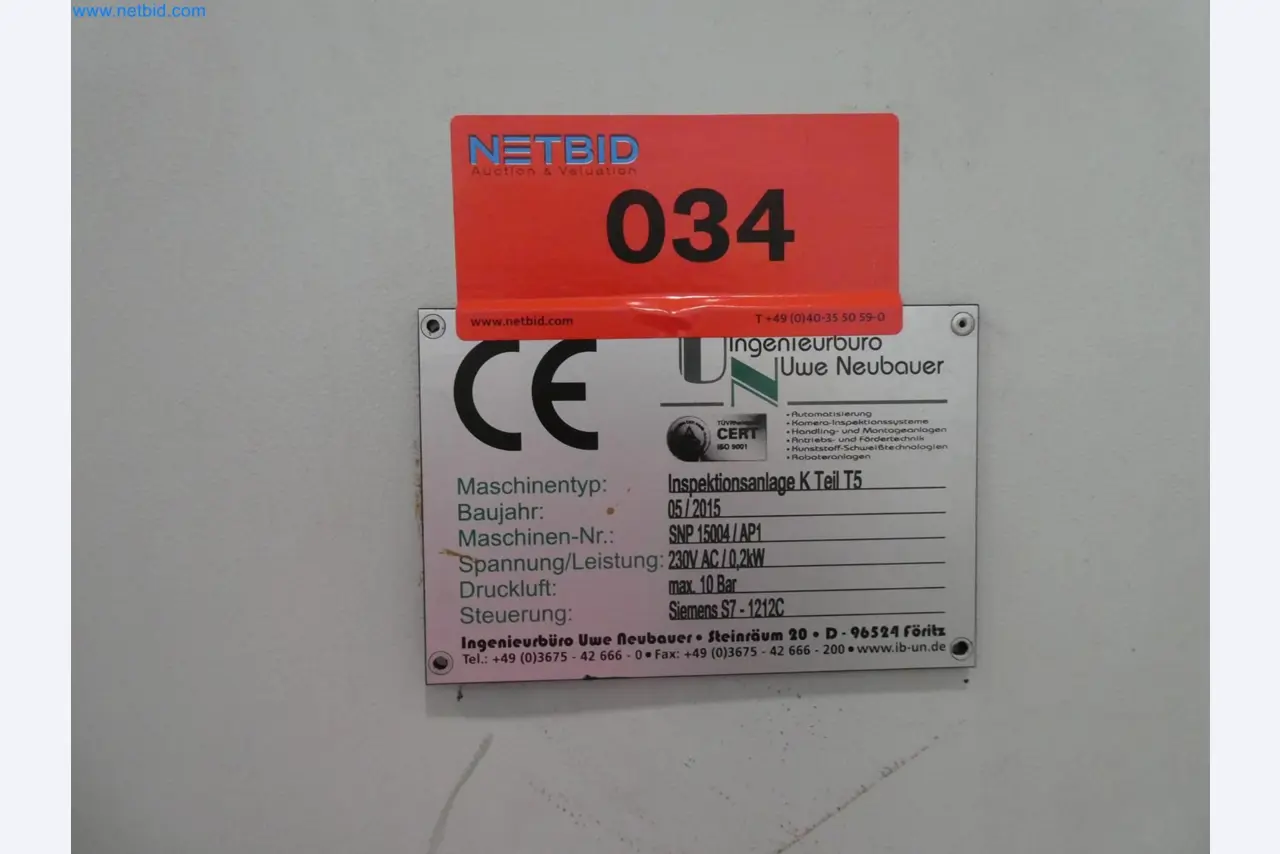 www.netbid.com
NETBID
Auction & Valuation
034
www.netbid.com T +49 (0)40-35 50 59-0
CE
UN
Ingenieurbüro
Uwe Neubauer
TÜVRheinland
CERT
ISO 9001
• Automatisierung
• Kamera-Inspektionssysteme
• Handling- und Montageanlagen
• Antriebs- und Fördertechnik
• Kunststoff-Schweißtechnologien
• Roboteranlagen
Maschinentyp: Inspektionsanlage K Teil T5
Baujahr: 05 / 2015
Maschinen-Nr.: SNP 15004 / AP1
Spannung/Leistung: 230V AC / 0,2kW
Druckluft: max. 10 Bar
Steuerung: Siemens S7 - 1212C
Ingenieurbüro Uwe Neubauer • Steinräum 20 • D - 96524 Föritz
Tel.: +49 (0)3675 - 42 666 - 0 • Fax: +49 (0)3675 - 42 666 - 200 • www.ib-un.de